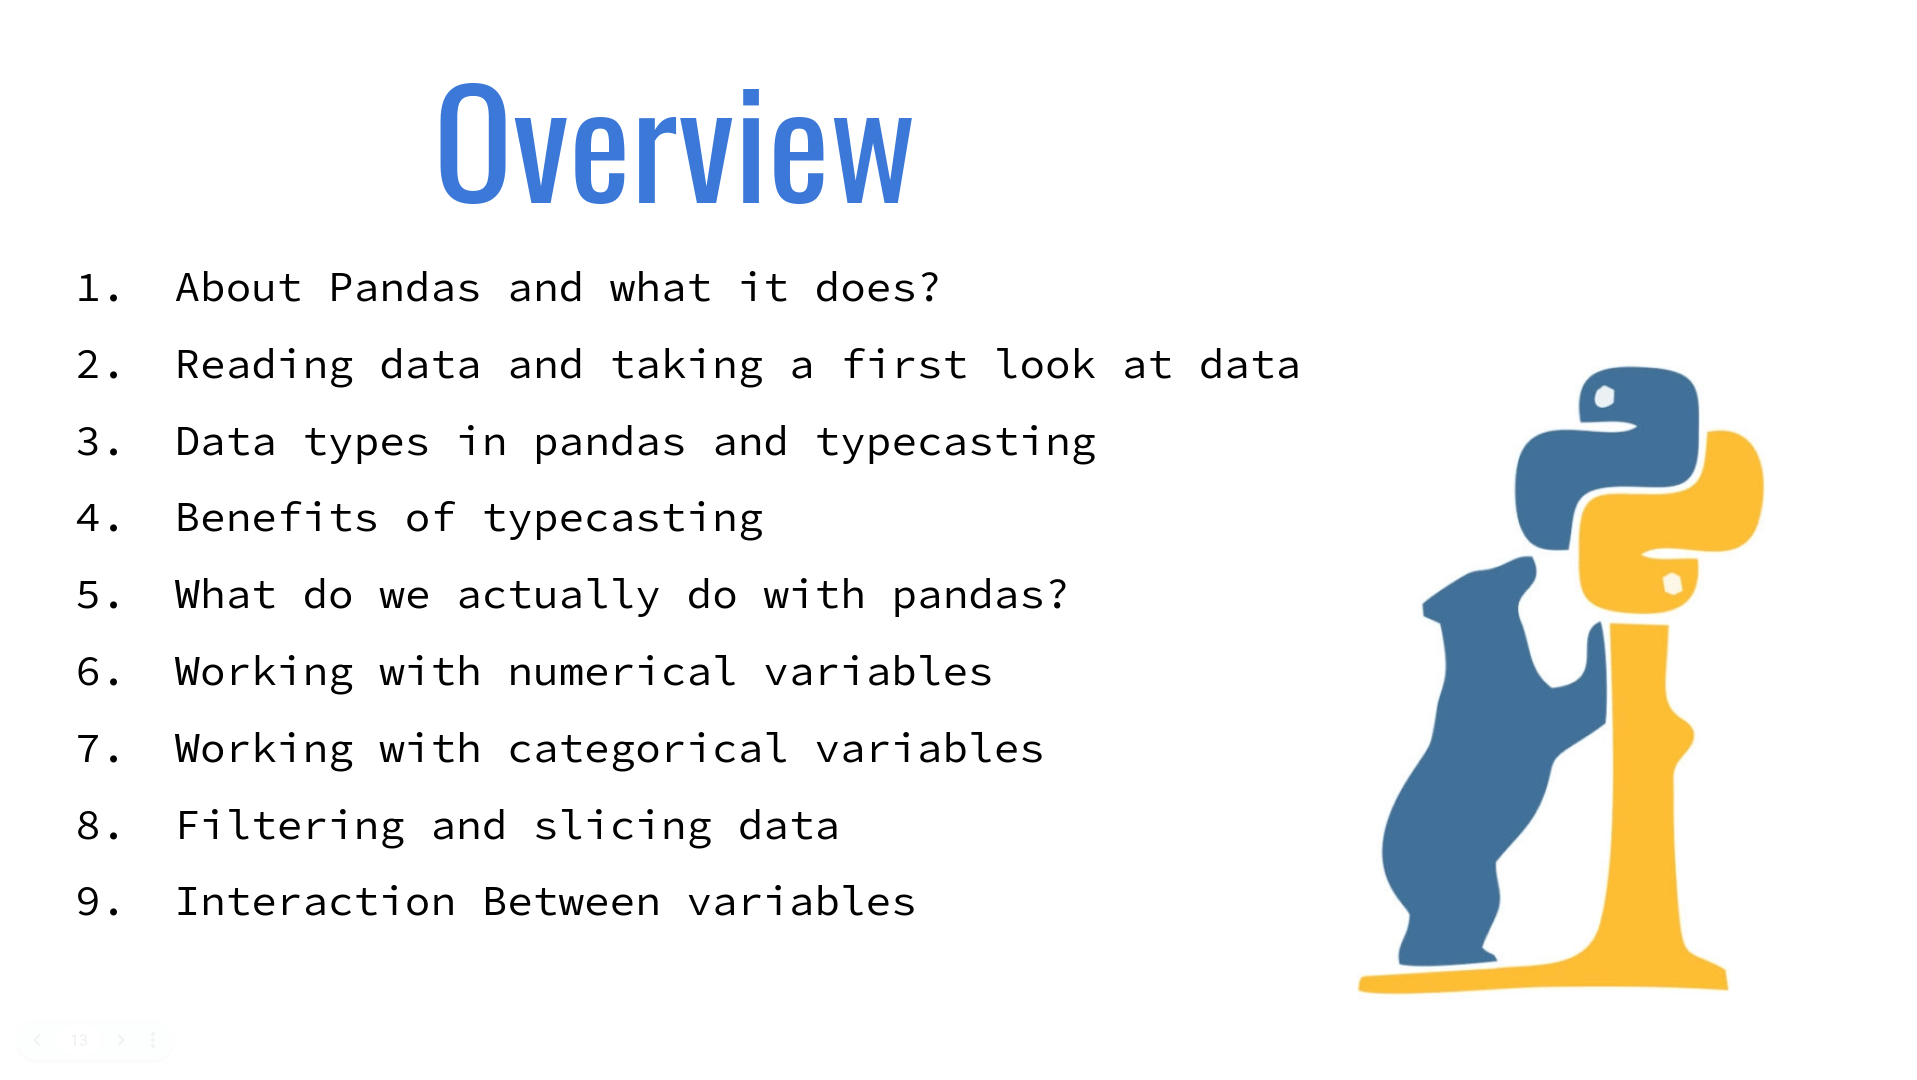 Overview
1. About Pandas and what it does?
2. Reading data and taking a first look at data
3. Data types in pandas and typecasting
4. Benefits of typecasting
5. What do we actually do with pandas?
6. Working with numerical variables
7. Working with categorical variables
8. Filtering and slicing data
9. Interaction Between variables
13